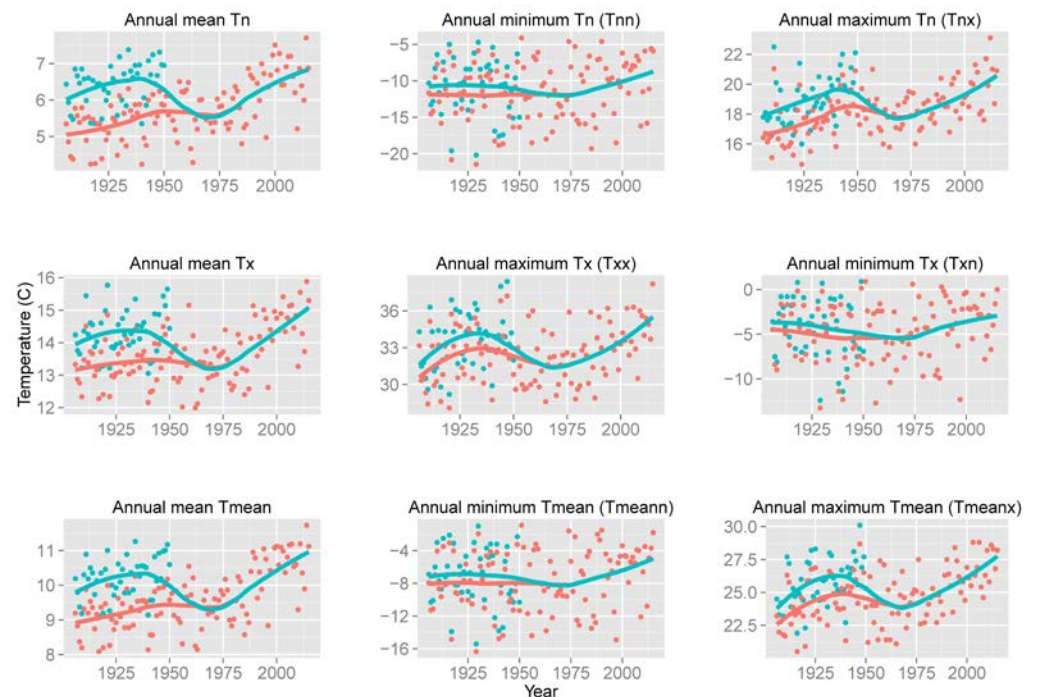 Annual mean Tn
7
6
5
1925 1950 1975 2000
Annual minimum Tn (Tnn)
−5
−10
−15
−20
1925 1950 1975 2000
Annual maximum Tn (Tnx)
22
20
18
16
1925 1950 1975 2000
Temperature (C)
Annual mean Tx
16
15
14
13
12
1925 1950 1975 2000
Annual maximum Tx (Txx)
36
33
30
1925 1950 1975 2000
Annual minimum Tx (Txn)
0
−5
−10
1925 1950 1975 2000
Annual mean Tmean
11
10
9
8
1925 1950 1975 2000
Annual minimum Tmean (Tmeann)
−4
−8
−12
−16
1925 1950 1975 2000
Annual maximum Tmean (Tmeanx)
30.0
27.5
25.0
22.5
1925 1950 1975 2000
Year